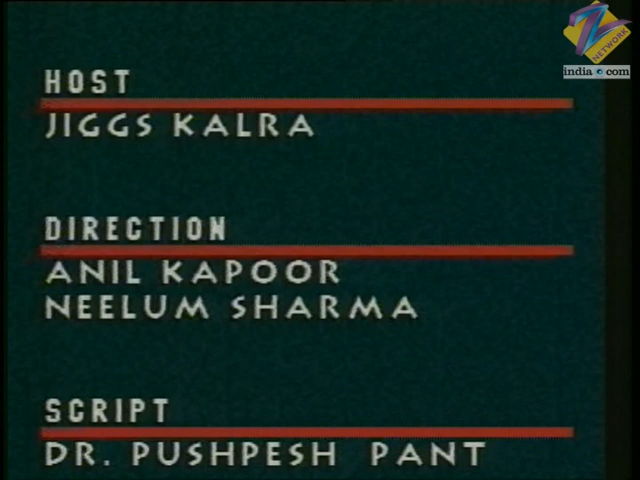 Z
NETWORK
india.com
HOST
JIGGS KALRA
DIRECTION
ANIL KAPOOR
NEELUM SHARMA
SCRIPT
DR. PUSHPESH PANT